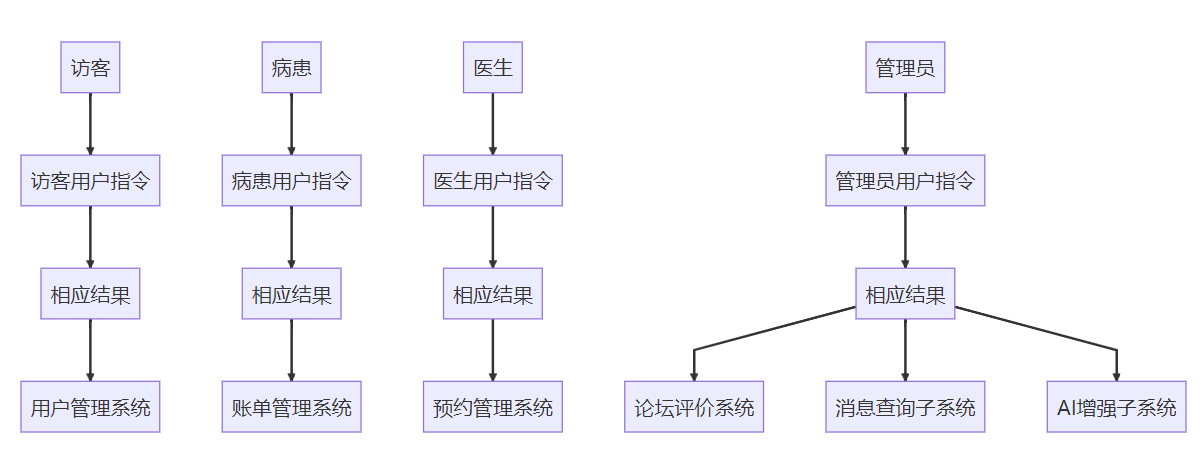 访客
病患
医生
管理员
访客用户指令
病患用户指令
医生用户指令
管理员用户指令
相应结果
相应结果
相应结果
相应结果
用户管理系统
账单管理系统
预约管理系统
论坛评价系统
消息查询子系统
AI增强子系统